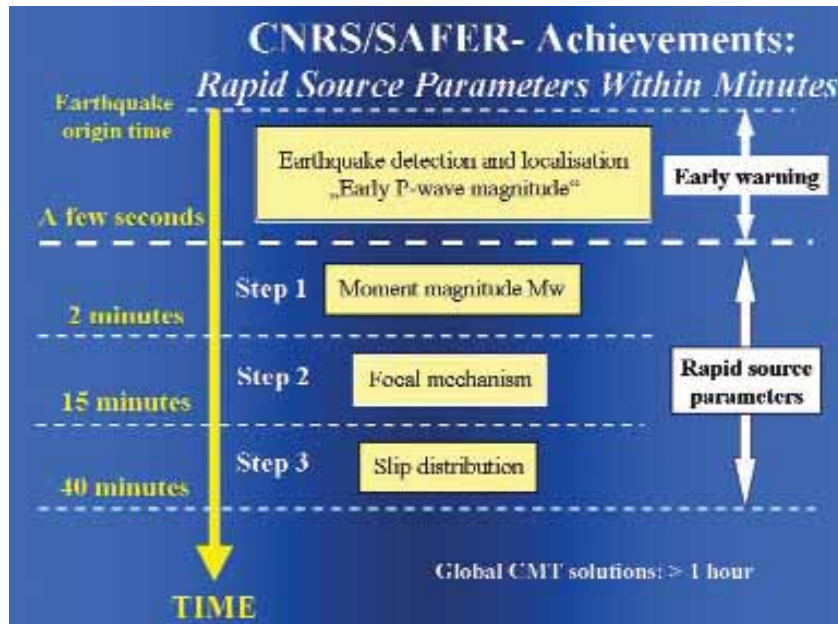 CNRS/SAFER- Achievements:
Rapid Source Parameters Within Minutes
Earthquake
origin time
Earthquake detection and localisation
„Early P-wave magnitude“
Early warning
A few seconds
Step 1
Moment magnitude Mw
2 minutes
Step 2
Focal mechanism
Rapid source
parameters
15 minutes
Step 3
Slip distribution
40 minutes
Global CMT solutions: > 1 hour
TIME